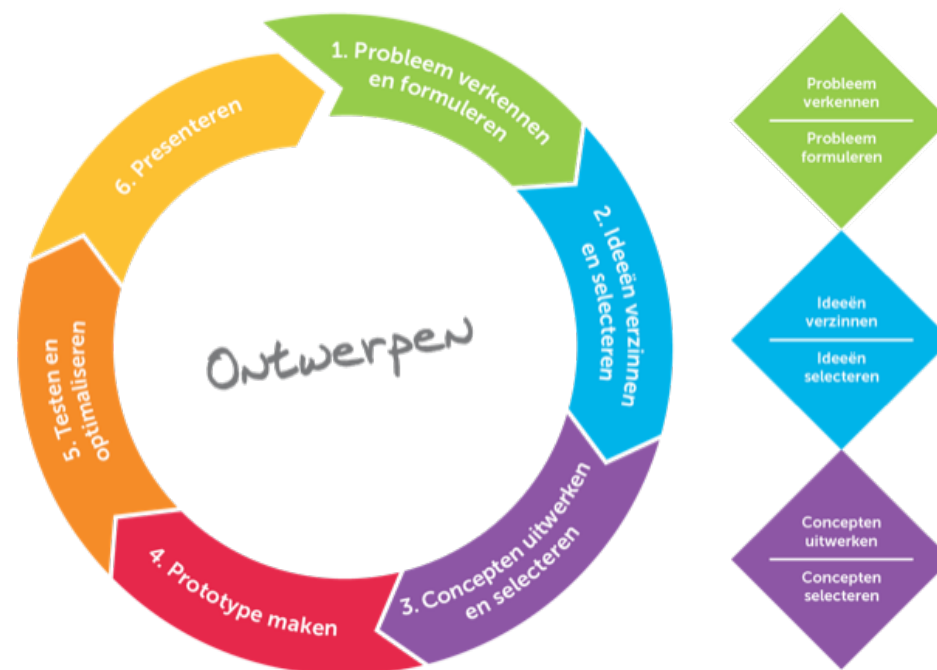 1. Probleem verkennen
en formuleren
2. Ideeën verzinnen
en selecteren
3. Concepten uitwerken
en selecteren
4. Prototype maken
5. Testen en
optimaliseren
6. Presenteren
Ontwerpen
Probleem
verkennen
Probleem
formuleren
Ideeën
verzinnen
Ideeën
selecteren
Concepten
uitwerken
Concepten
selecteren